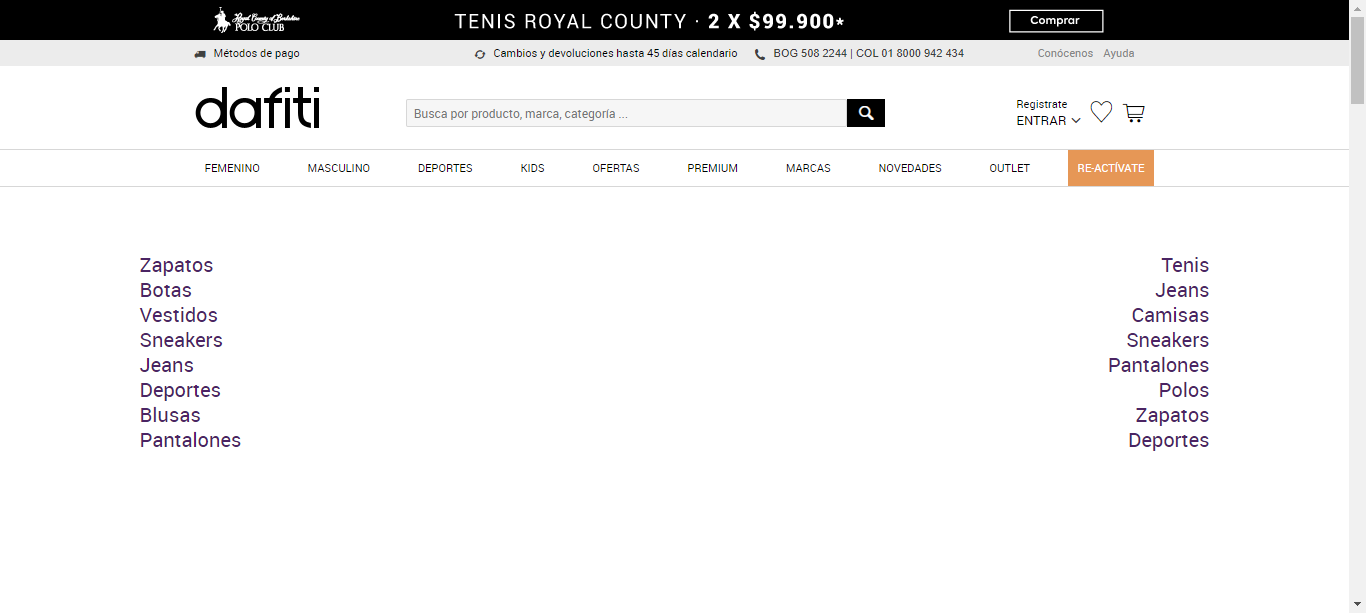 Royal County of Berkshire
POLO CLUB
TENIS ROYAL COUNTY · 2 X $99.900*
Comprar
Métodos de pago
Cambios y devoluciones hasta 45 días calendario
BOG 508 2244 | COL 01 8000 942 434
Conócenos
Ayuda
dafiti
Busca por producto, marca, categoría ...
Registrate
ENTRAR
FEMENINO
MASCULINO
DEPORTES
KIDS
OFERTAS
PREMIUM
MARCAS
NOVEDADES
OUTLET
RE-ACTÍVATE
Zapatos
Botas
Vestidos
Sneakers
Jeans
Deportes
Blusas
Pantalones
Tenis
Jeans
Camisas
Sneakers
Pantalones
Polos
Zapatos
Deportes